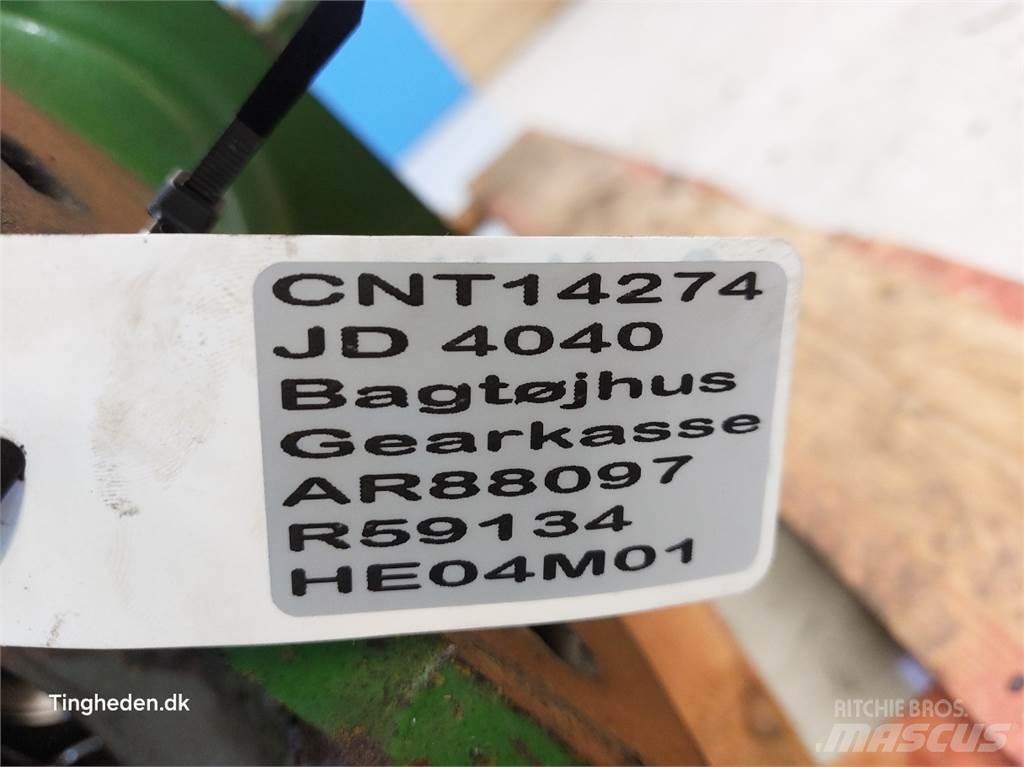 CNT14274
JD 4040
Bagtøjhus
Gearkasse
AR88097
R59134
HE04M01
Tingheden.dk
RITCHIE BROS.
MASCUS